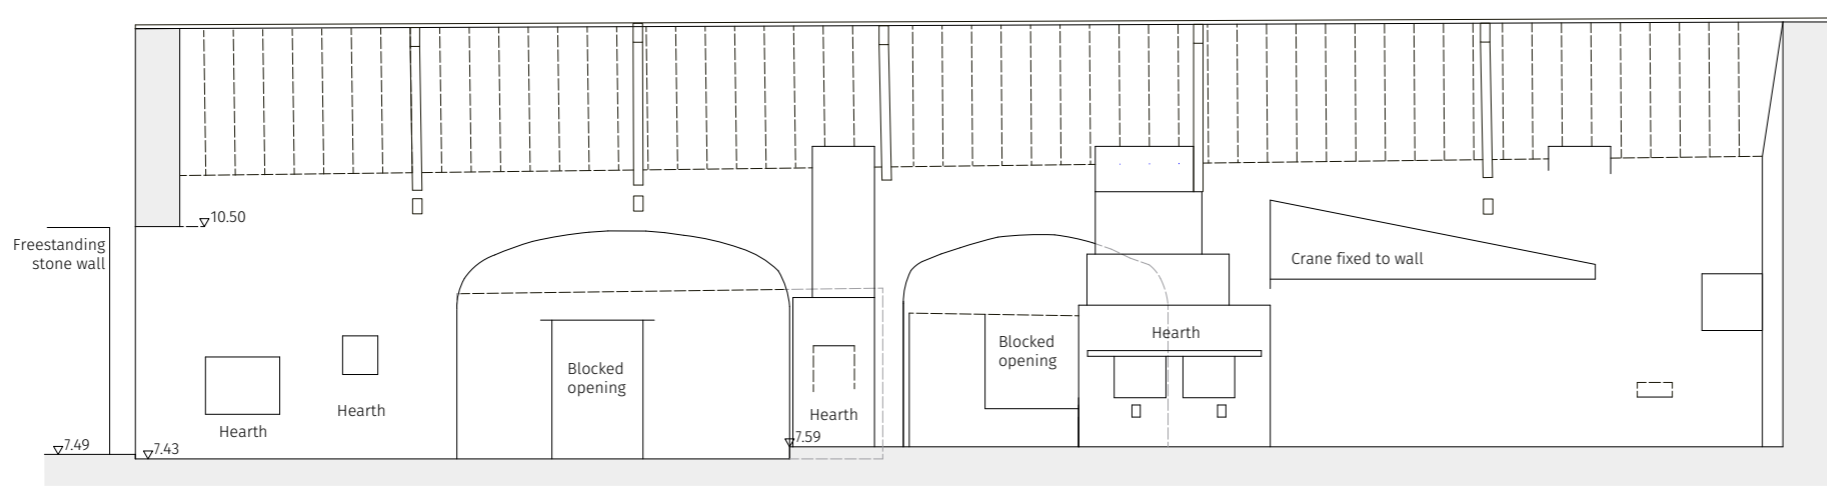 10.50
Freestanding
stone wall
Crane fixed to wall
Hearth
Blocked
opening
Blocked
opening
Hearth
Hearth
Hearth
7.59
7.49
7.43